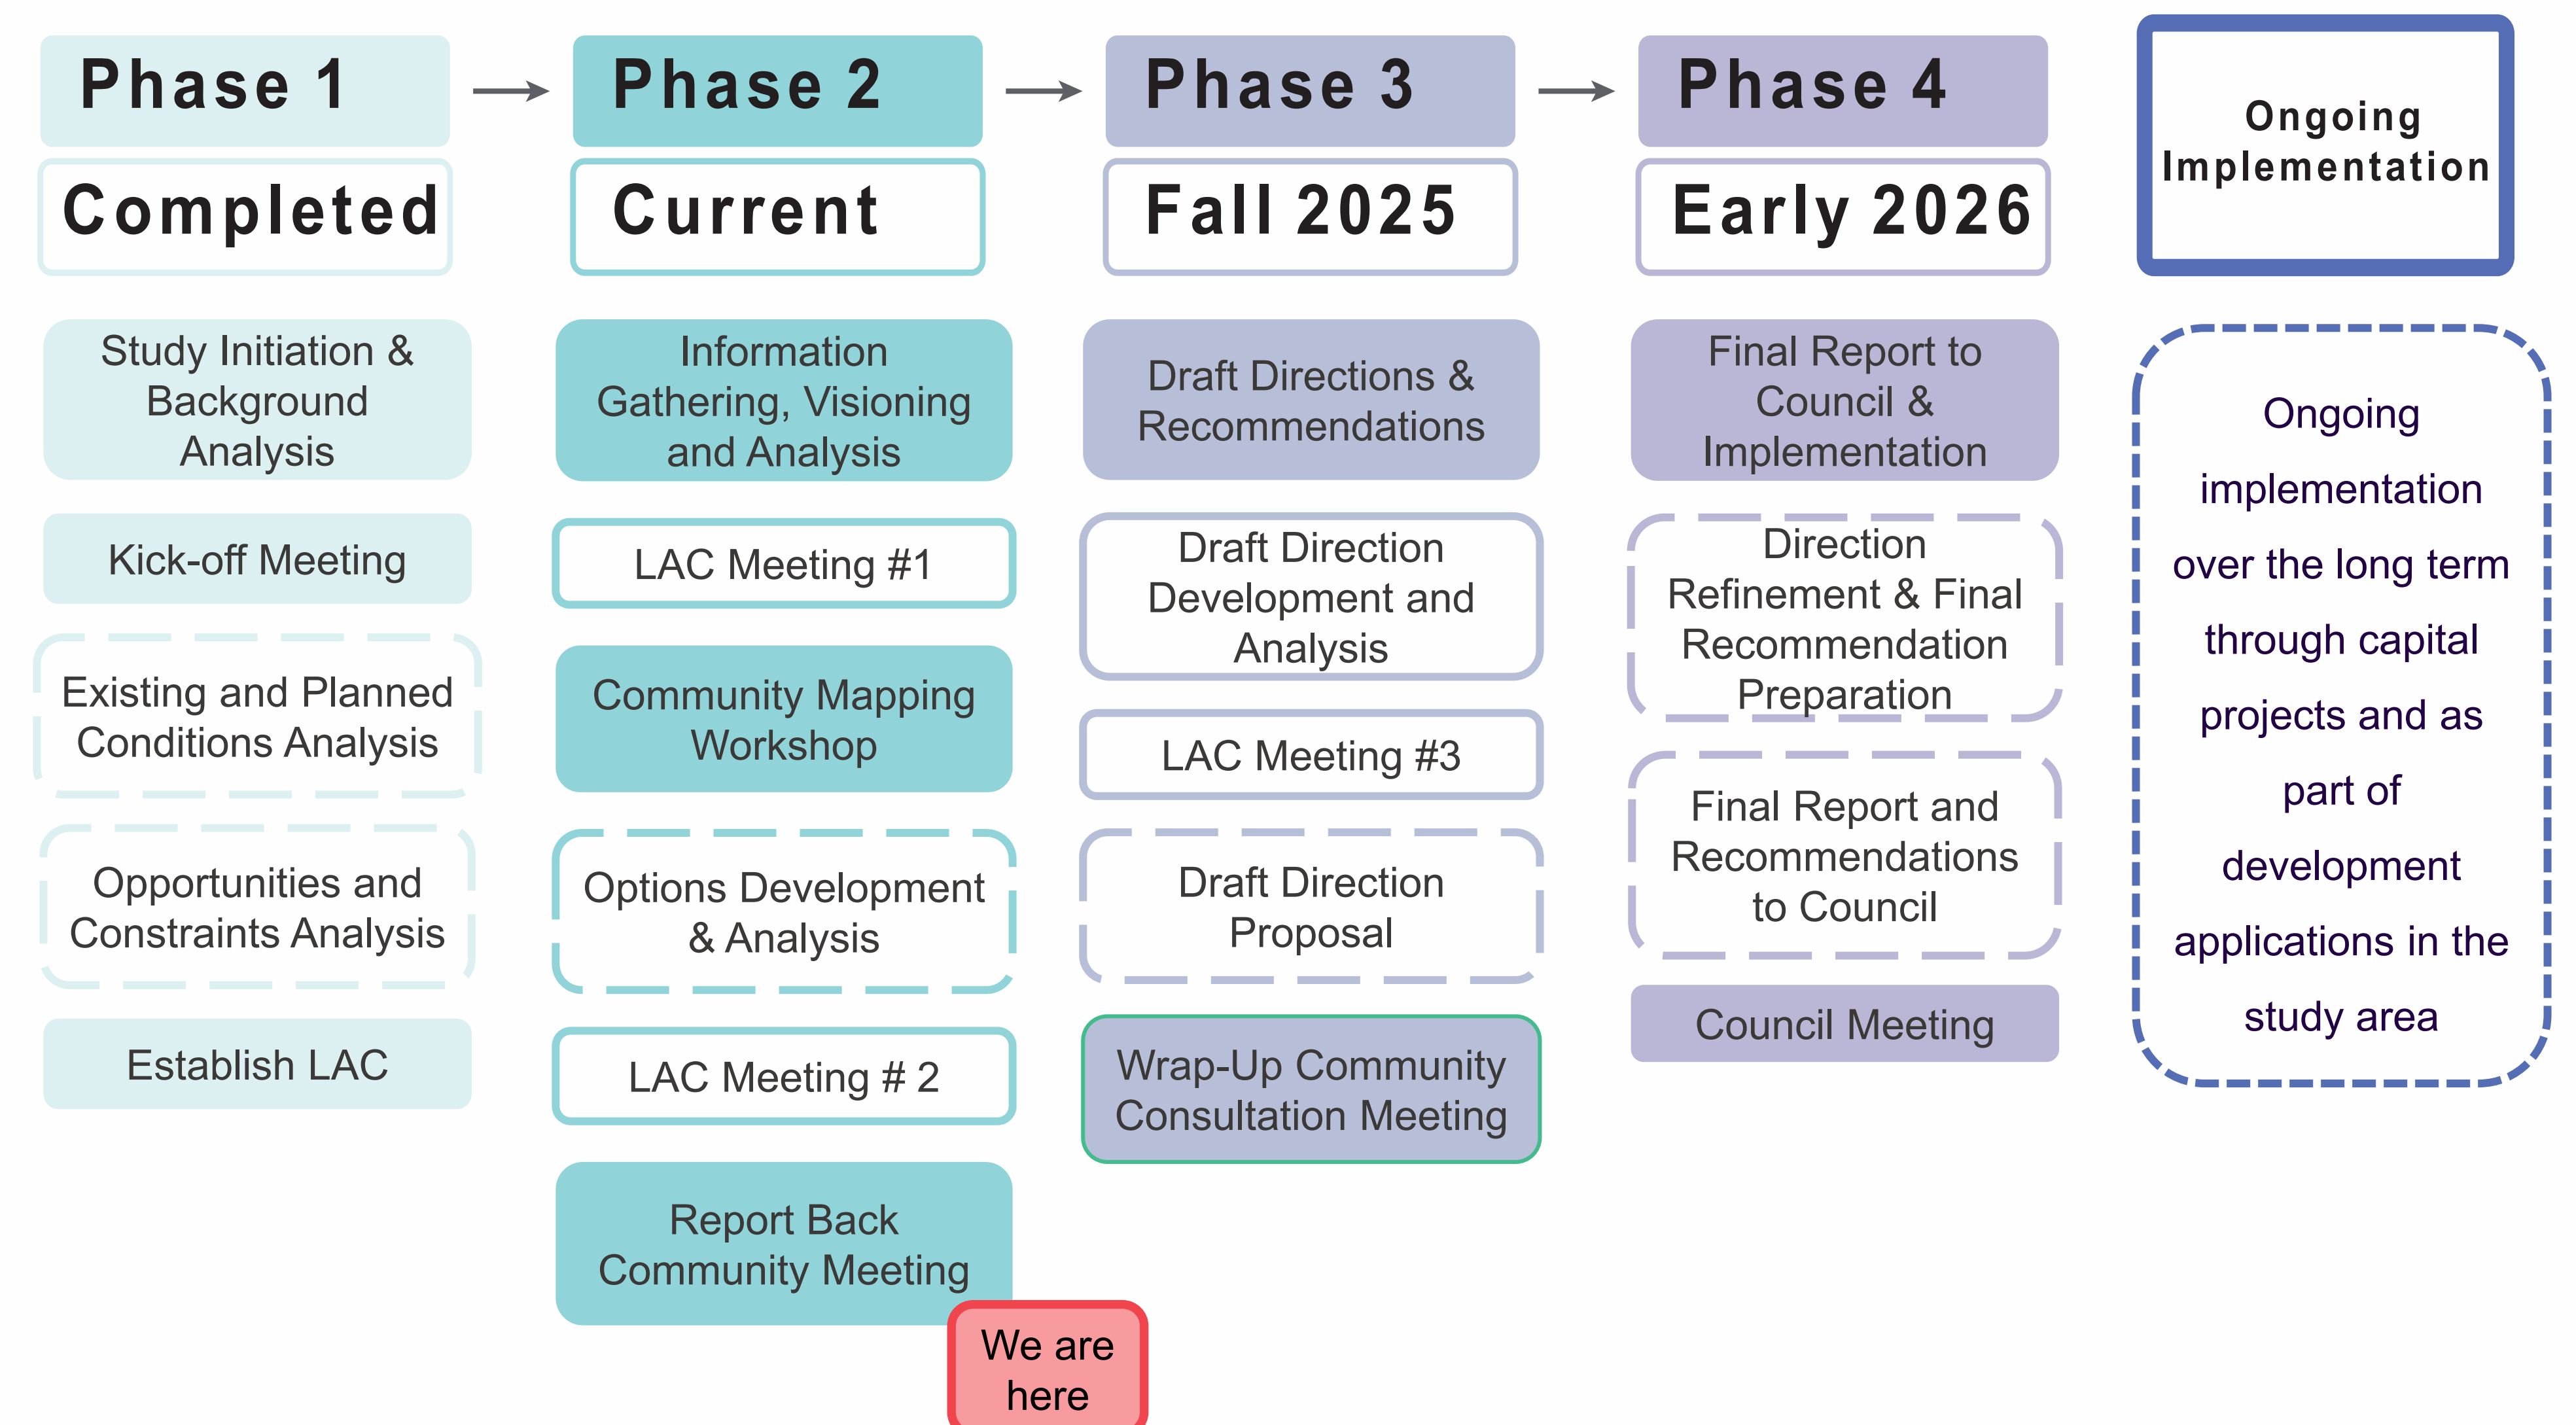 Phase 1
Completed
Study Initiation &
Background
Analysis
Kick-off Meeting
Existing and Planned
Conditions Analysis
Opportunities and
Constraints Analysis
Establish LAC
Phase 2
Current
Information
Gathering, Visioning
and Analysis
LAC Meeting #1
Community Mapping
Workshop
Options Development
& Analysis
LAC Meeting # 2
Report Back
Community Meeting
We are
here
Phase 3
Fall 2025
Draft Directions &
Recommendations
Draft Direction
Development and
Analysis
LAC Meeting #3
Draft Direction
Proposal
Wrap-Up Community
Consultation Meeting
Phase 4
Early 2026
Final Report to
Council &
Implementation
Direction
Refinement & Final
Recommendation
Preparation
Final Report and
Recommendations
to Council
Council Meeting
Ongoing
Implementation
Ongoing
implementation
over the long term
through capital
projects and as
part of
development
applications in the
study area